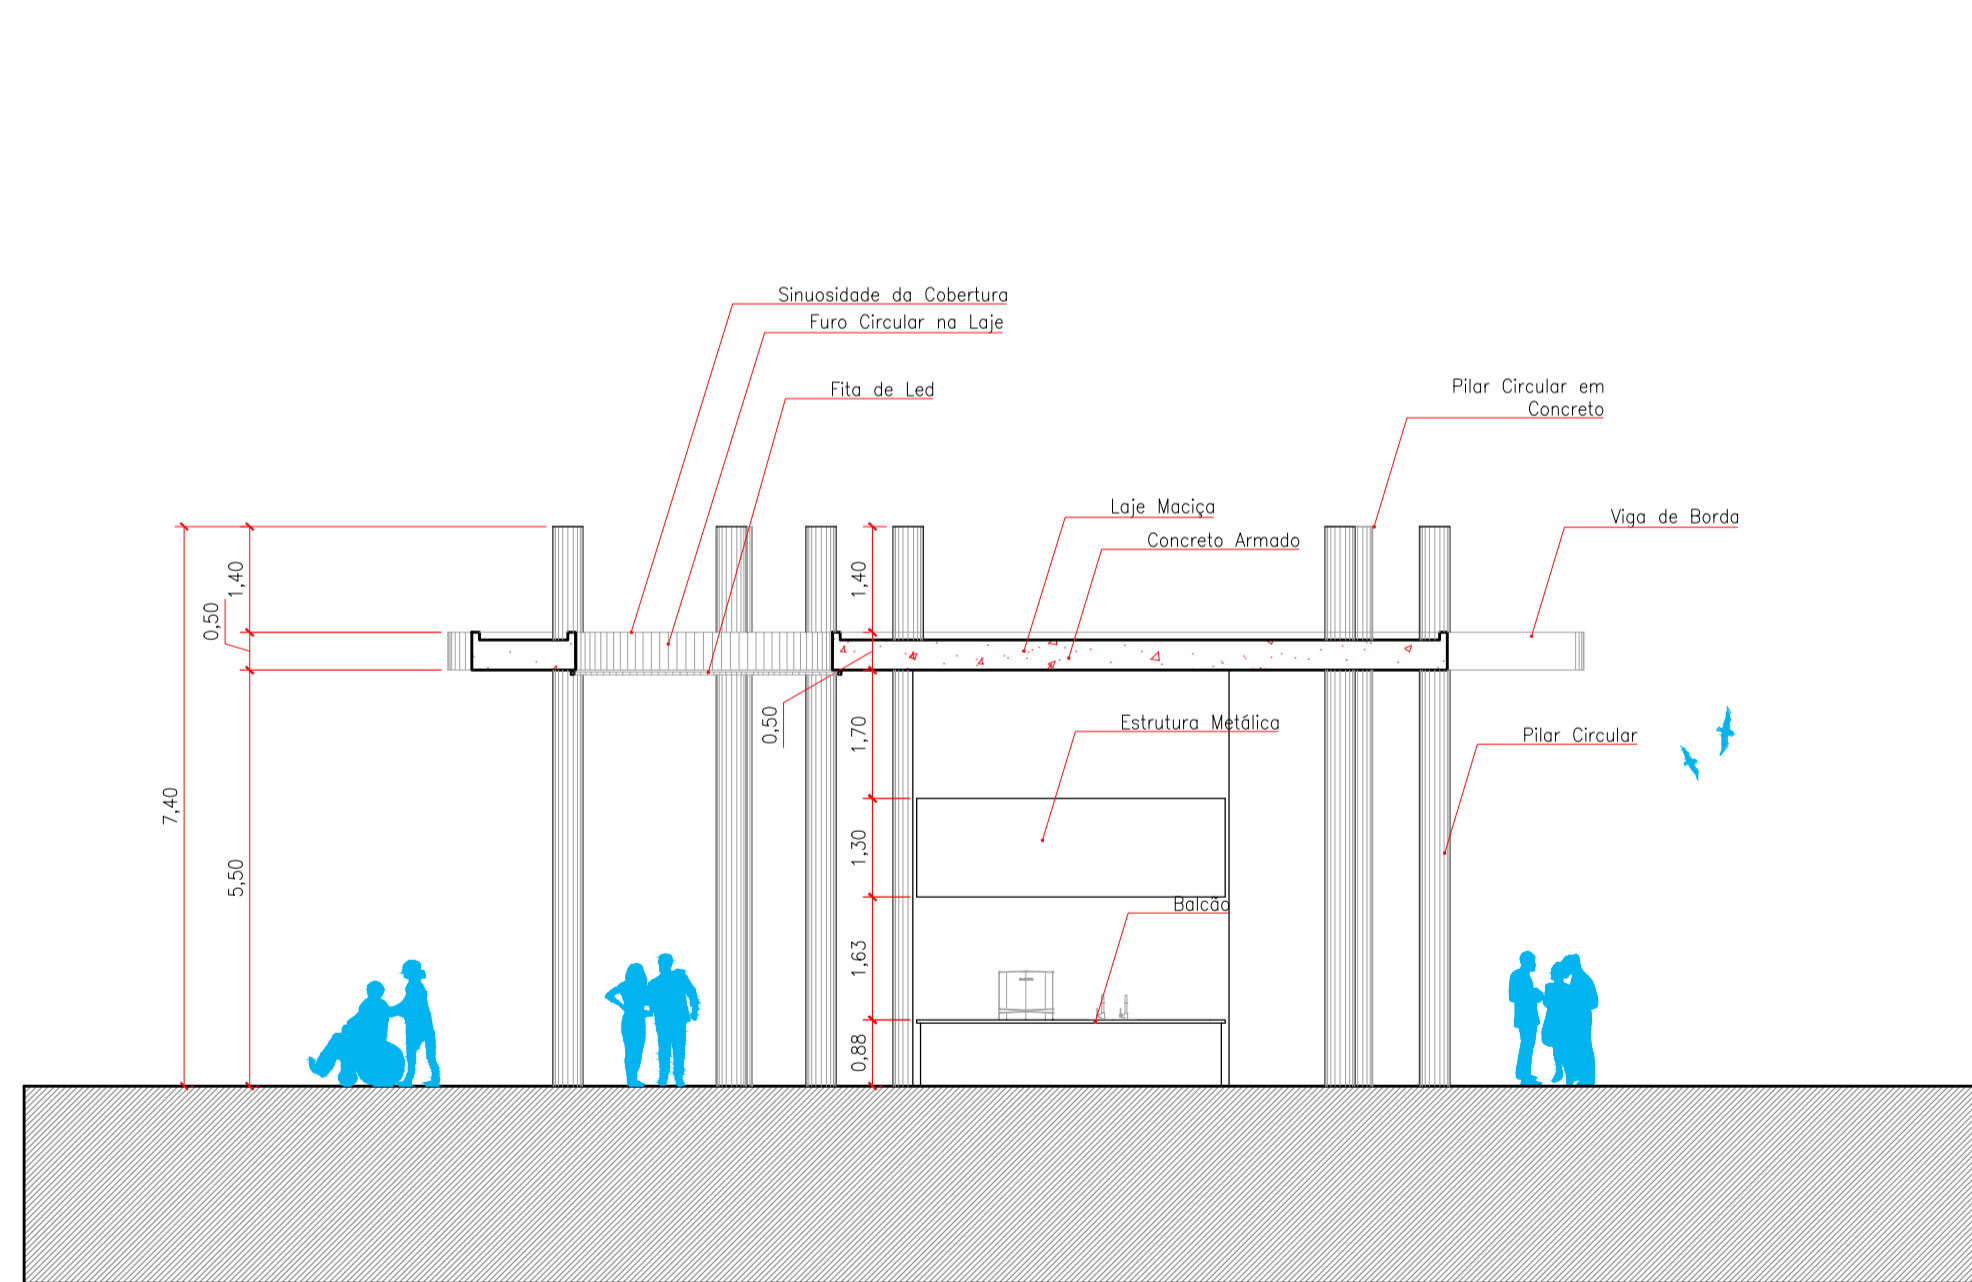 Sinuosidade da Cobertura
Furo Circular na Laje
Fita de Led
Pilar Circular em
Concreto
Laje Maciça
Concreto Armado
Viga de Borda
1,40
0,50
1,40
0,50
1,70
Estrutura Metálica
Pilar Circular
7,40
5,50
1,30
Balcão
1,63
0,88